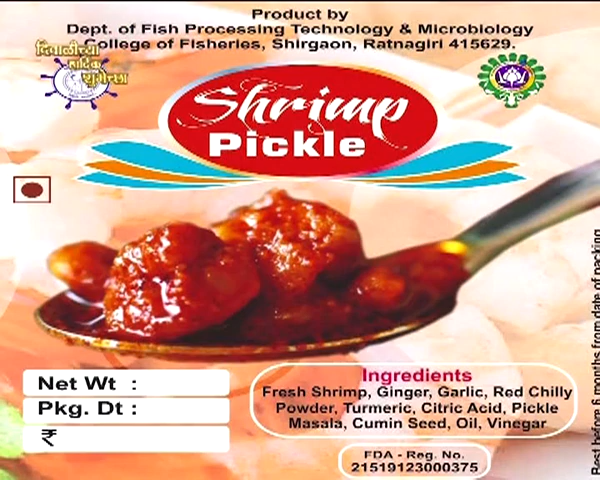 Product by
Dept. of Fish Processing Technology & Microbiology
College of Fisheries, Shirgaon, Ratnagiri 415629.
दिवाळीच्या
हार्दिक
शुभेच्छा
Shrimp
Pickle
Net Wt :
Pkg. Dt :
₹
Ingredients
Fresh Shrimp, Ginger, Garlic, Red Chilly
Powder, Turmeric, Citric Acid, Pickle
Masala, Cumin Seed, Oil, Vinegar
FDA - Reg. No.
21519123000375
Best before 6 months from date of packing